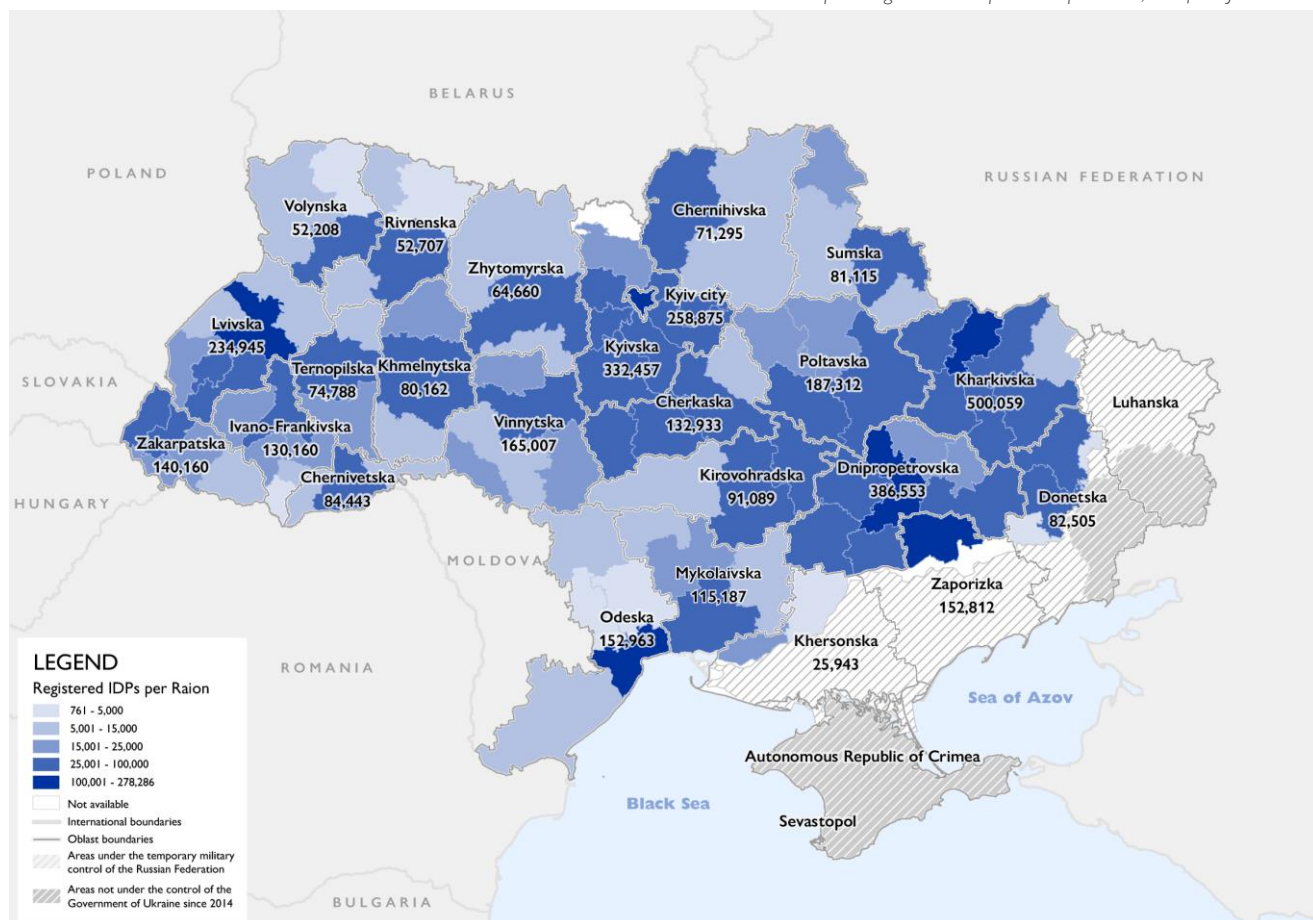 BELARUS
POLAND
RUSSIAN FEDERATION
Volynska
52,208
Rivnenska
52,707
Chernihivska
71,295
Sumska
81,115
Zhytomyrska
64,660
Kyiv city
258,875
Lvivska
234,945
Kyivska
332,457
Ternopilska
74,788
Khmelnytska
80,162
Poltavska
187,312
Kharkivska
500,059
Luhanska
SLOVAKIA
Cherkaska
132,933
Vinnytska
165,007
Ivano-Frankivska
130,160
Zakarpatska
140,160
Chernivetska
84,443
Kirovohradska
91,089
Dnipropetrovska
386,553
Donetska
82,505
HUNGARY
MOLDOVA
Mykolaivska
115,187
Zaporizka
152,812
Odeska
152,963
Khersonska
25,943
ROMANIA
Sea of Azov
Autonomous Republic of Crimea
Black Sea
Sevastopol
BULGARIA
LEGEND
Registered IDPs per Raion
761 - 5,000
5,001 - 15,000
15,001 - 25,000
25,001 - 100,000
100,001 - 278,286
Not available
International boundaries
Oblast boundaries
Areas under the temporary military
control of the Russian Federation
Areas not under the control of the
Government of Ukraine since 2014